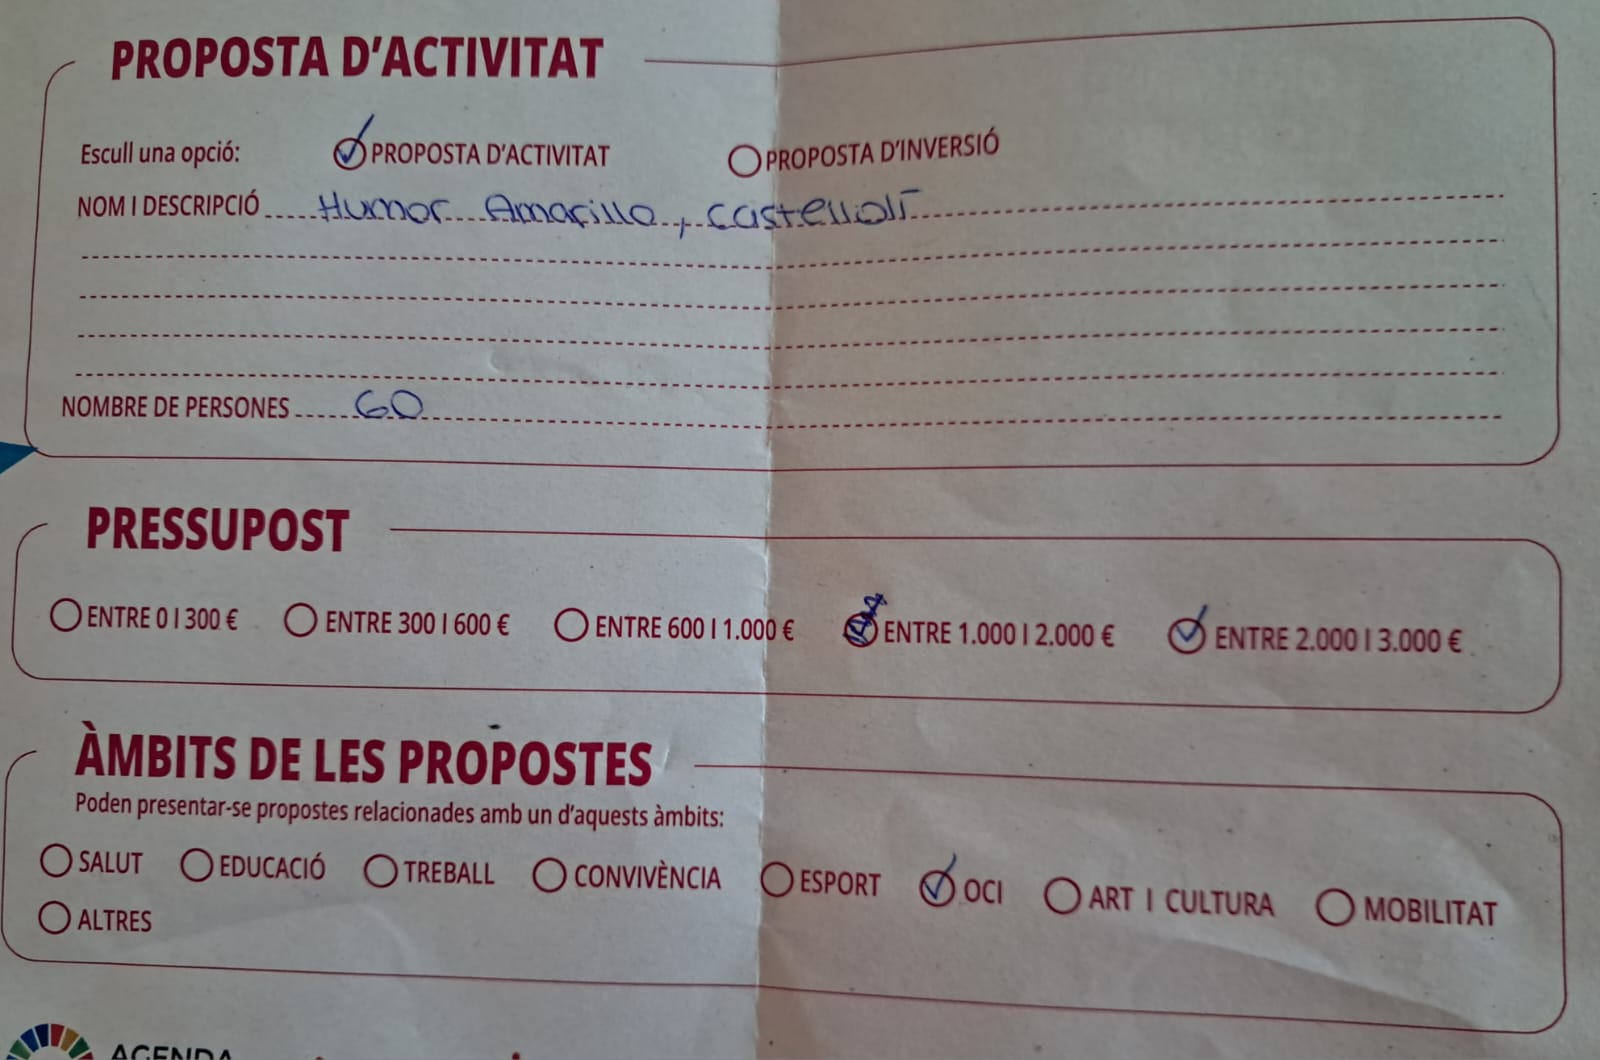 PROPOSTA D'ACTIVITAT
Escull una opció: PROPOSTA D'ACTIVITAT PROPOSTA D'INVERSIÓ
NOM I DESCRIPCIÓ Humor Amarillo, Castellolí
NOMBRE DE PERSONES 60
PRESSUPOST
ENTRE 0 I 300 € ENTRE 300 I 600 € ENTRE 600 I 1.000 € ENTRE 1.000 I 2.000 € ENTRE 2.000 I 3.000 €
ÀMBITS DE LES PROPOSTES
Poden presentar-se propostes relacionades amb un d'aquests àmbits:
SALUT EDUCACIÓ TREBALL CONVIVÈNCIA ESPORT OCI ART I CULTURA MOBILITAT
ALTRES
AGENDA